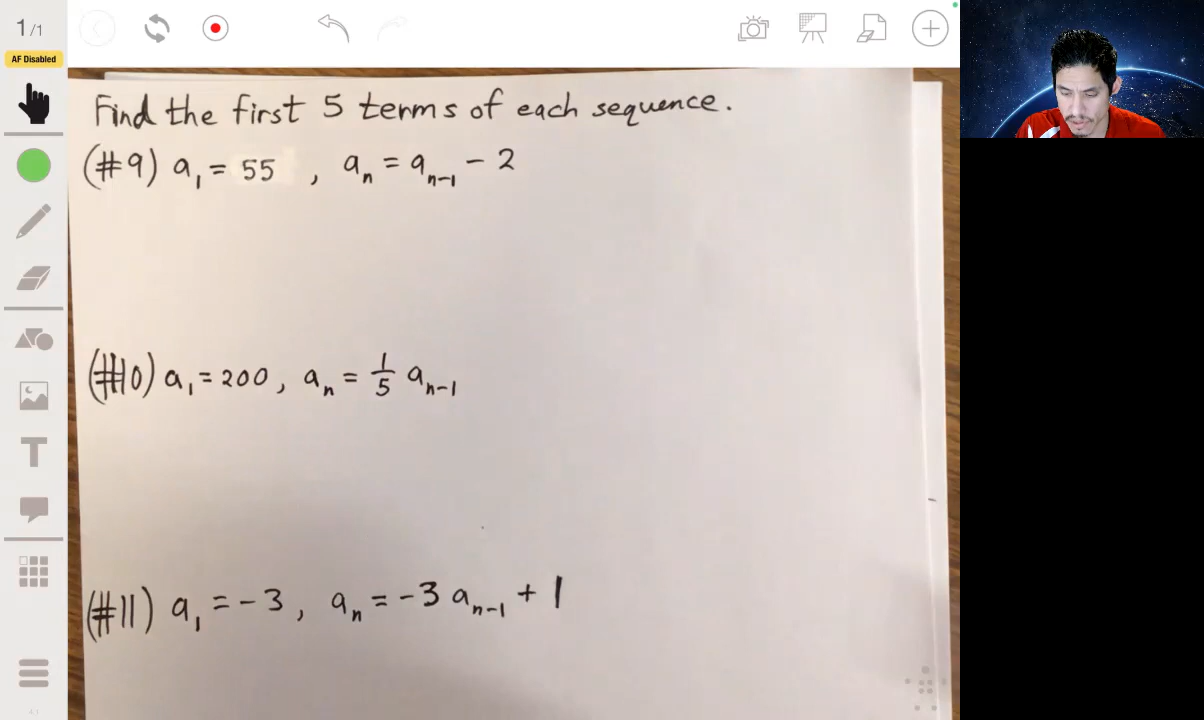 1/1
AF Disabled
Find the first 5 terms of each sequence.
(#9) a₁ = 55 , aₙ = aₙ₋₁ − 2
(#10) a₁ = 200 , aₙ = 1/5 aₙ₋₁
(#11) a₁ = −3 , aₙ = −3 aₙ₋₁ + 1
T